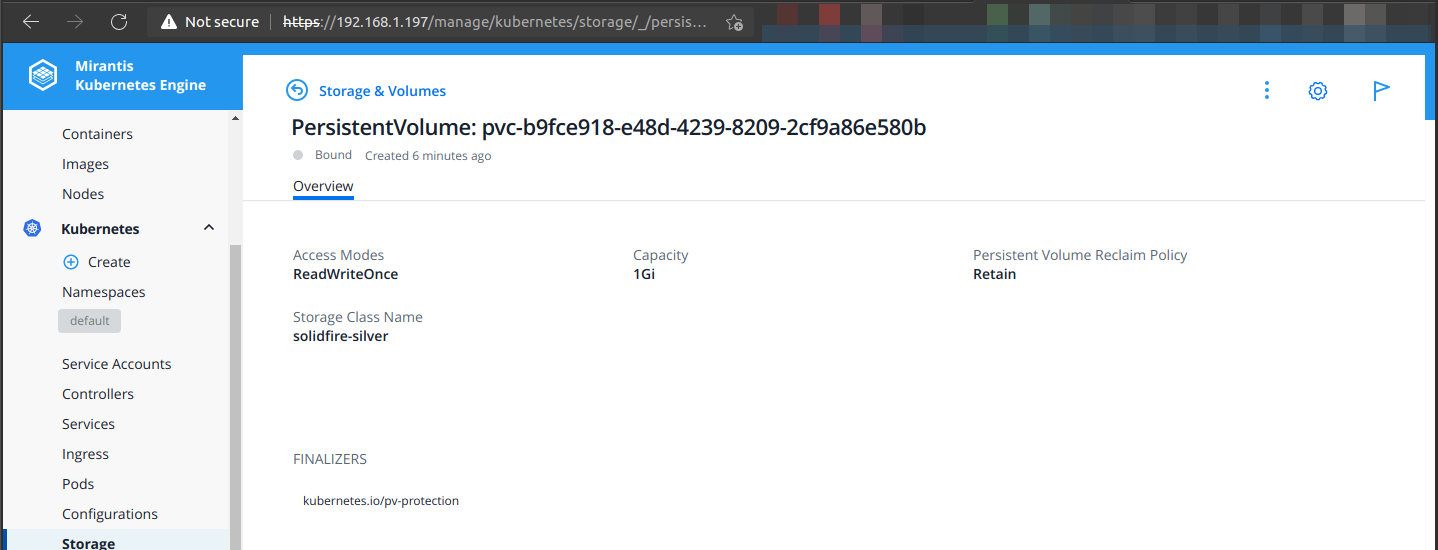 Not secure | https://192.168.1.197/manage/kubernetes/storage/_/persis...
Mirantis
Kubernetes Engine
Containers
Images
Nodes
Kubernetes
Create
Namespaces
default
Service Accounts
Controllers
Services
Ingress
Pods
Configurations
Storage
Storage & Volumes
PersistentVolume: pvc-b9fce918-e48d-4239-8209-2cf9a86e580b
Bound Created 6 minutes ago
Overview
Access Modes
ReadWriteOnce
Capacity
1Gi
Persistent Volume Reclaim Policy
Retain
Storage Class Name
solidfire-silver
FINALIZERS
kubernetes.io/pv-protection